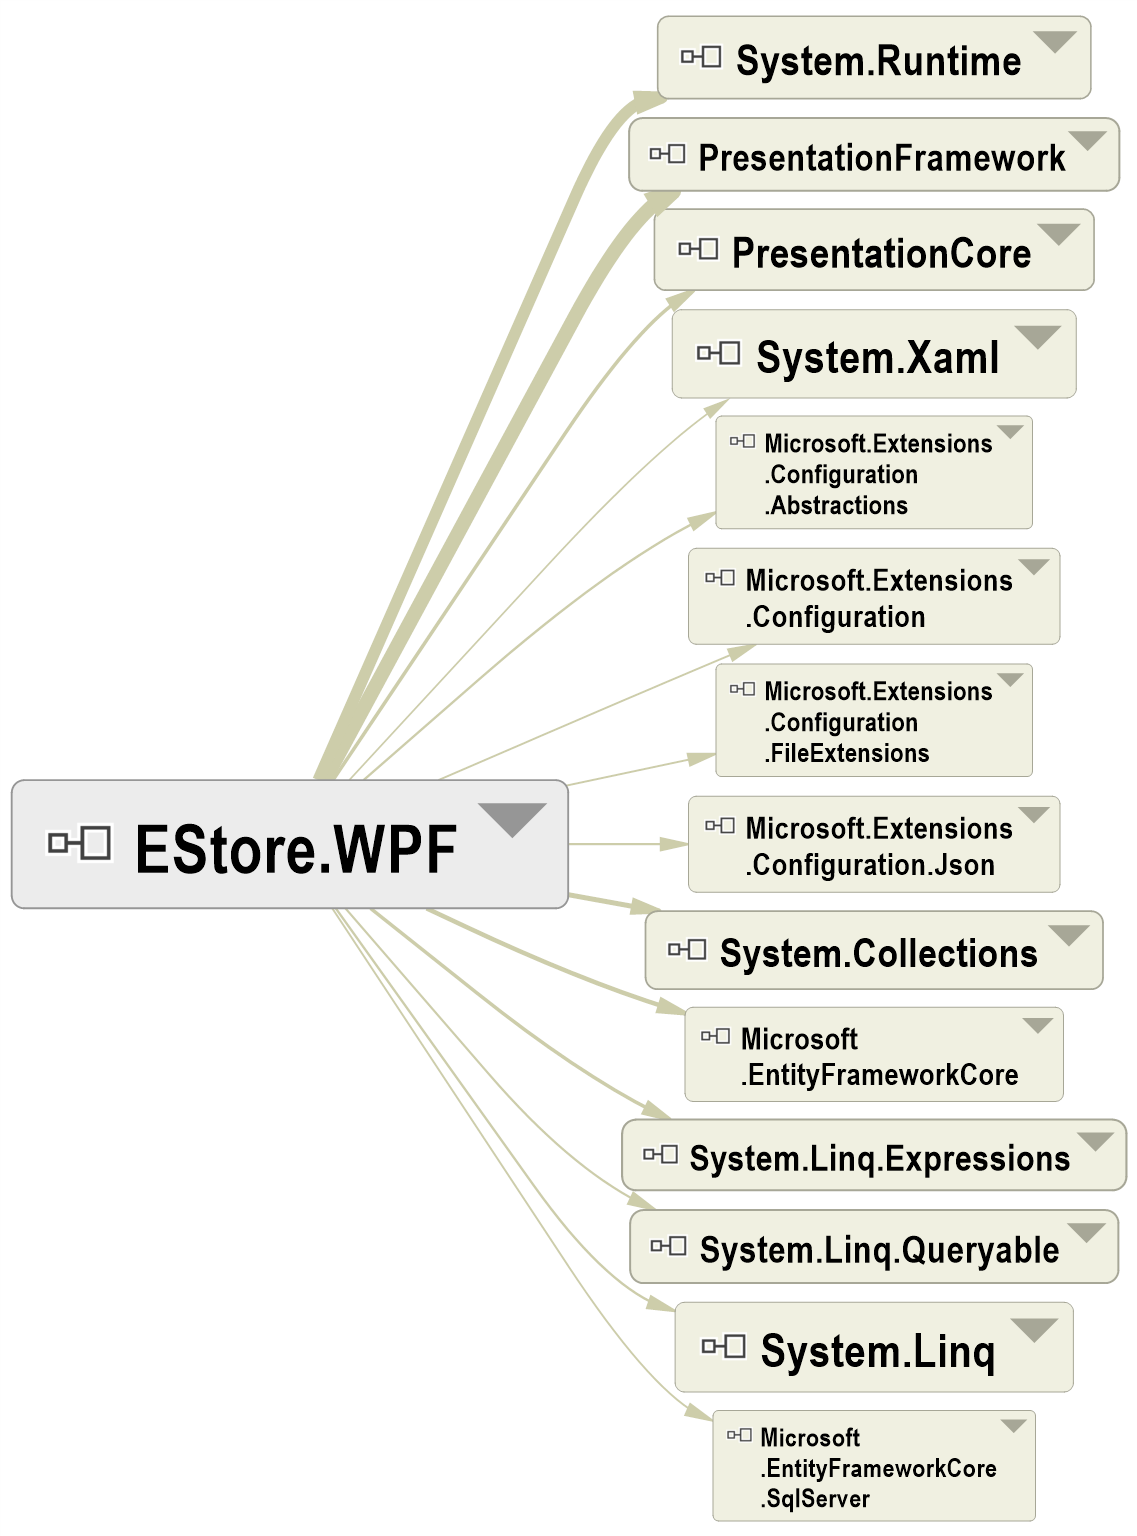 System.Runtime
PresentationFramework
PresentationCore
System.Xaml
Microsoft.Extensions
.Configuration
.Abstractions
Microsoft.Extensions
.Configuration
Microsoft.Extensions
.Configuration
.FileExtensions
EStore.WPF
Microsoft.Extensions
.Configuration.Json
System.Collections
Microsoft
.EntityFrameworkCore
System.Linq.Expressions
System.Linq.Queryable
System.Linq
Microsoft
.EntityFrameworkCore
.SqlServer